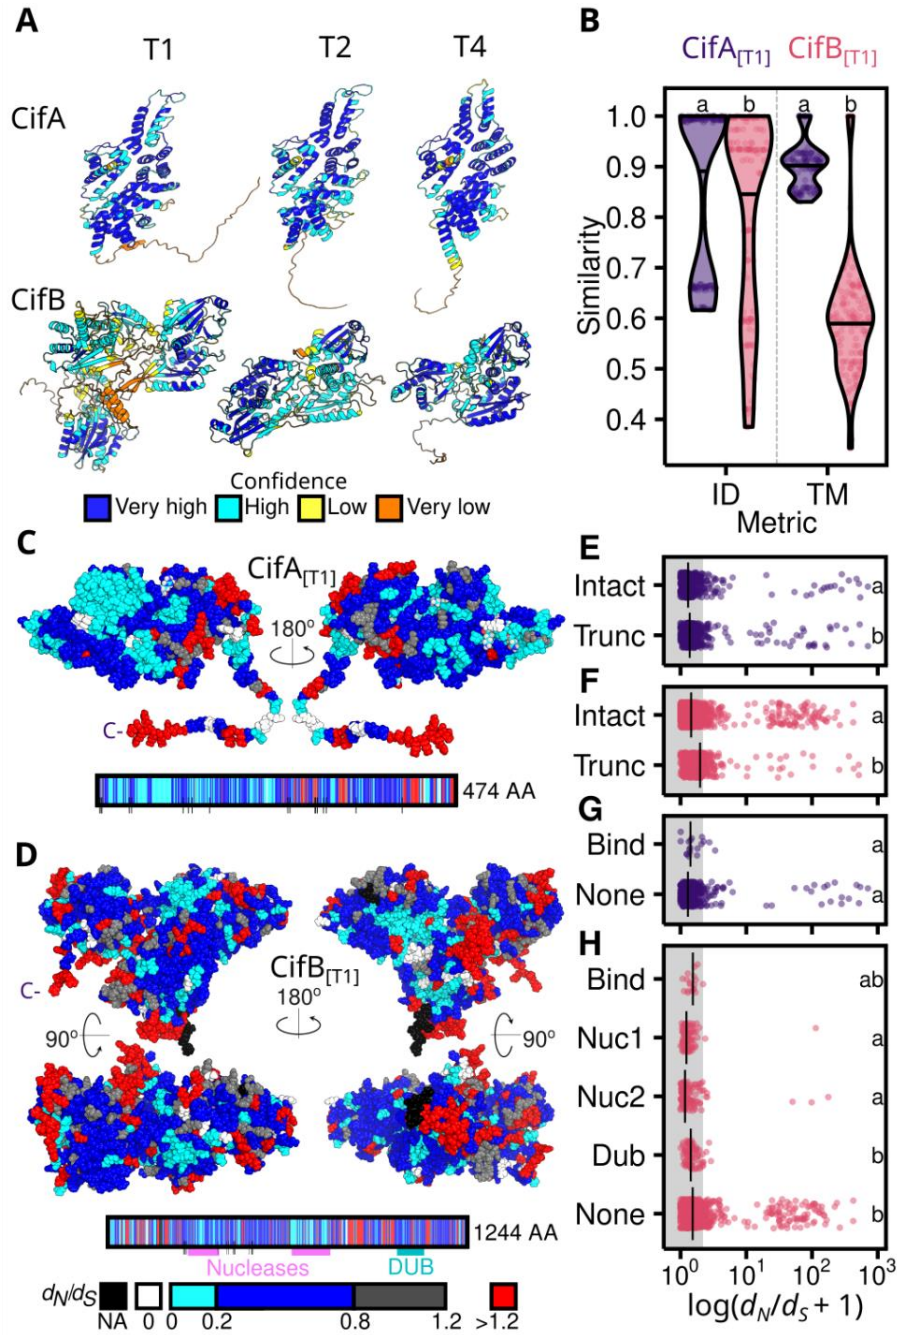 A
T1
T2
T4
CifA
CifB
Confidence
Very high
High
Low
Very low
B
CifA[T1]
CifB[T1]
a
b
a
b
1.0
0.9
0.8
0.7
0.6
0.5
0.4
Similarity
ID
TM
Metric
C
CifA[T1]
180º
C-
474 AA
D
CifB[T1]
180º
C-
90º
90º
1244 AA
Nucleases
DUB
dN/dS
NA
0
0
0.2
0.8
1.2
>1.2
E
Intact
a
Trunc
b
F
Intact
a
Trunc
b
G
Bind
a
None
a
H
Bind
ab
Nuc1
a
Nuc2
a
Dub
b
None
b
10⁰
10¹
10²
10³
log(dN/dS + 1)